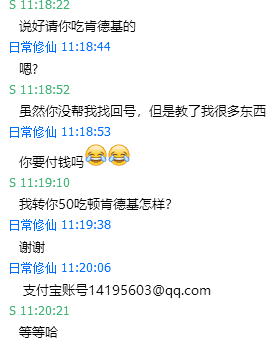 S 11:18:22
说好请你吃肯德基的
日常修仙 11:18:44
嗯?
S 11:18:52
虽然你没帮我找回号，但是教了我很多东西
日常修仙 11:18:53
你要付钱吗😂😂
S 11:19:10
我转你50吃顿肯德基怎样?
日常修仙 11:19:38
谢谢
日常修仙 11:20:06
支付宝账号14195603@qq.com
S 11:20:21
等等哈